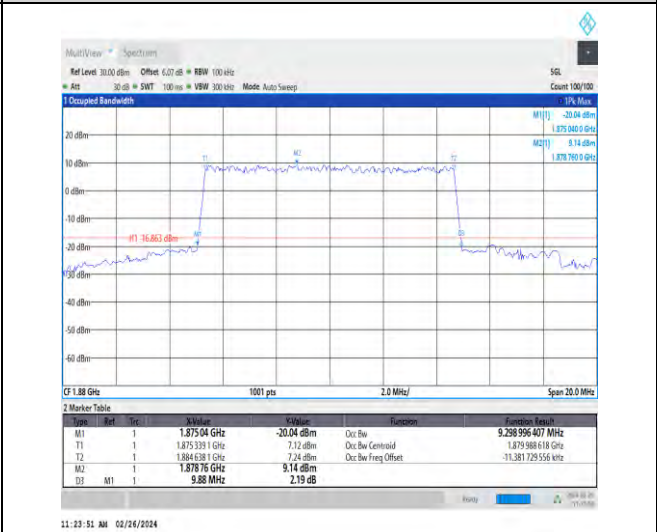 MultiView Spectrum
Ref Level 30.00 dBm Offset 6.07 dB RBW 100 kHz SGL
Att 30 dB SWT 100 ms VBW 300 kHz Mode Auto Sweep Count 100/100
1 Occupied Bandwidth 1Pk Max
M1[1] -20.04 dBm
1.875 040 0 GHz
M2[1] 9.14 dBm
1.878 760 0 GHz
20 dBm
10 dBm
T1 M2 T2
0 dBm
-10 dBm
H1 -16.863 dBm M1 D3
-20 dBm
-30 dBm
-40 dBm
-50 dBm
-60 dBm
CF 1.88 GHz 1001 pts 2.0 MHz/ Span 20.0 MHz
2 Marker Table
Type Ref Trc X-Value Y-Value Function Function Result
M1 1 1.87504 GHz -20.04 dBm Occ Bw 9.298 996 407 MHz
T1 1 1.875 339 1 GHz 7.12 dBm Occ Bw Centroid 1.879 988 618 GHz
T2 1 1.884 638 1 GHz 7.24 dBm Occ Bw Freq Offset -11.381 729 556 kHz
M2 1 1.87876 GHz 9.14 dBm
D3 M1 1 9.88 MHz 2.19 dB
Ready
11:23:51 AM 02/26/2024